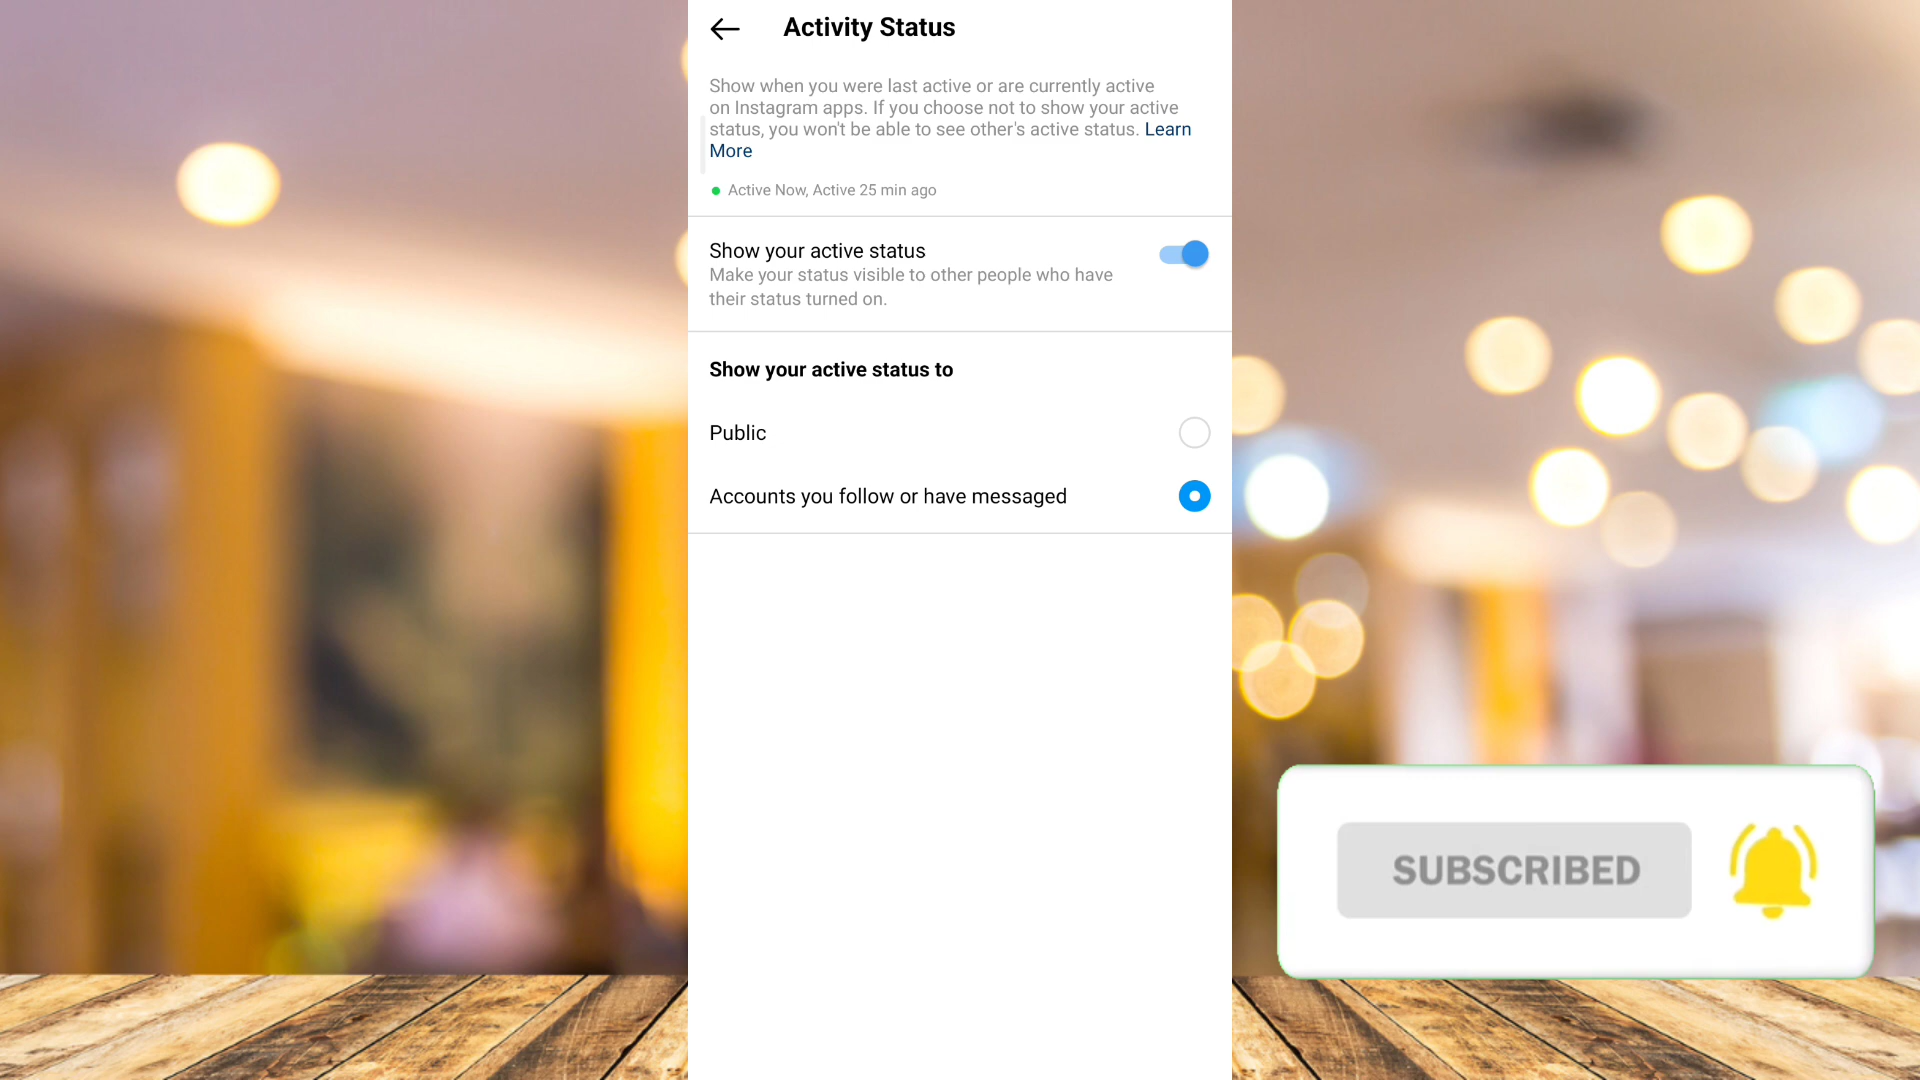 Activity Status
Show when you were last active or are currently active
on Instagram apps. If you choose not to show your active
status, you won't be able to see other's active status. Learn
More
Active Now, Active 25 min ago
Show your active status
Make your status visible to other people who have
their status turned on.
Show your active status to
Public
Accounts you follow or have messaged
SUBSCRIBED